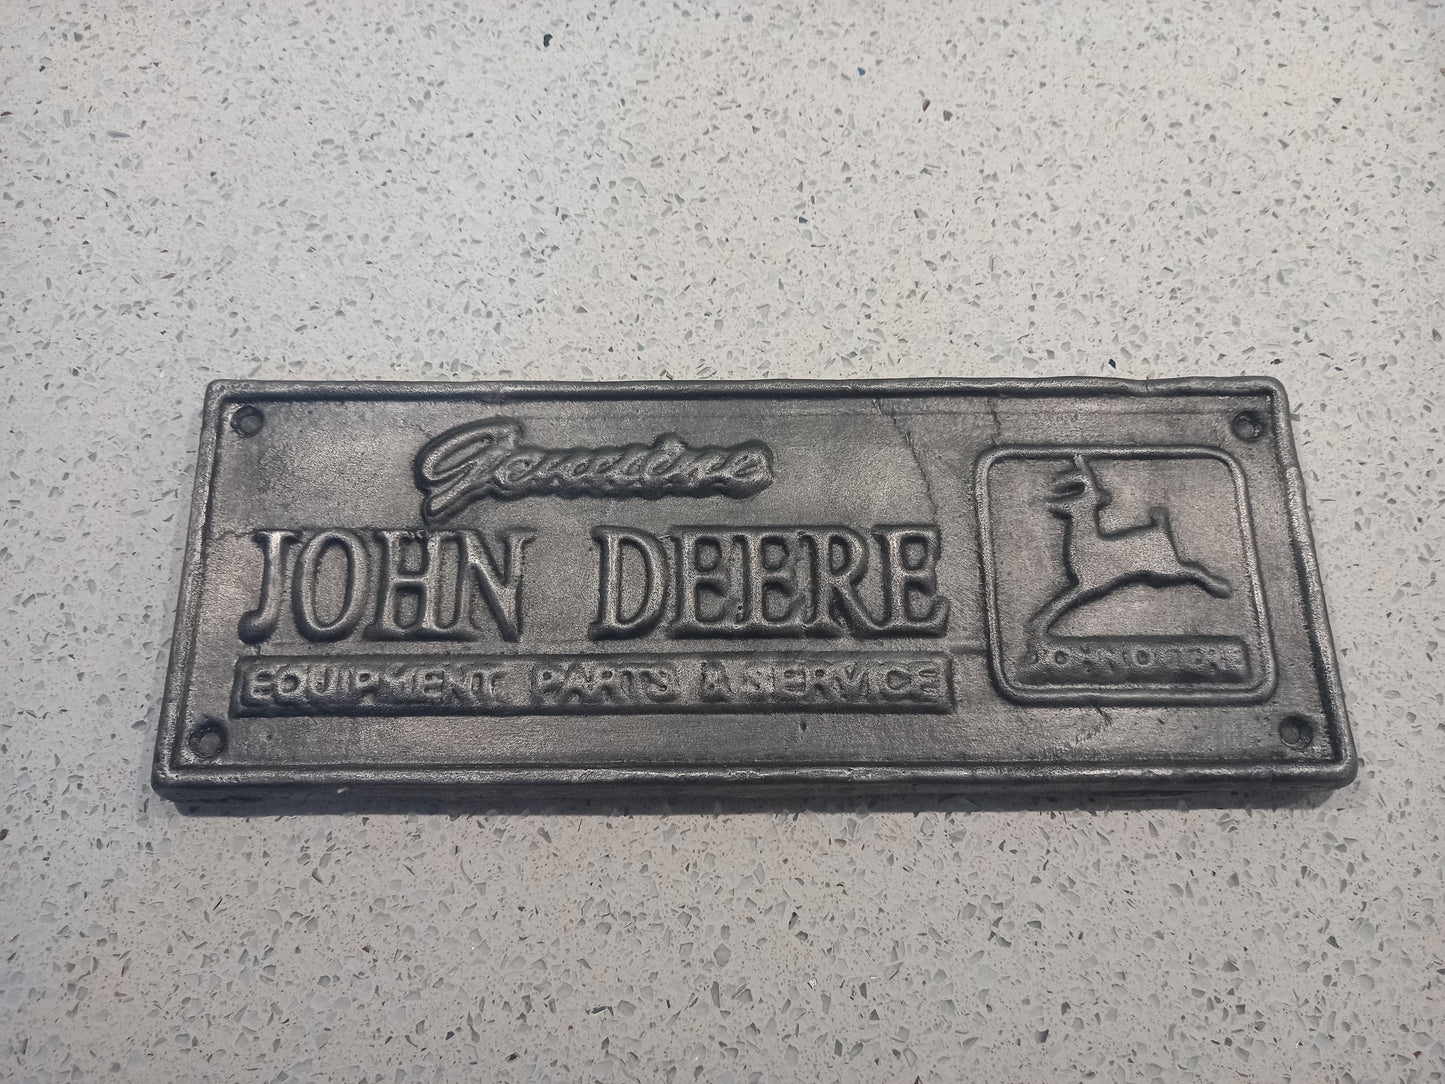 Genuine
JOHN DEERE
EQUIPMENT PARTS & SERVICE
JOHN DEERE